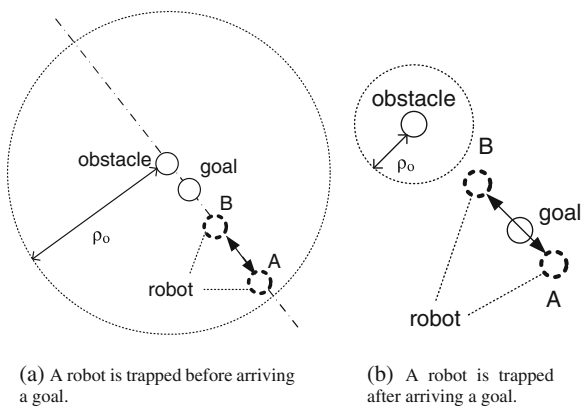 obstacle
goal
B
ρo
A
robot
(a) A robot is trapped before arriving
a goal.
obstacle
ρo
B
goal
A
robot
(b) A robot is trapped
after arriving a goal.